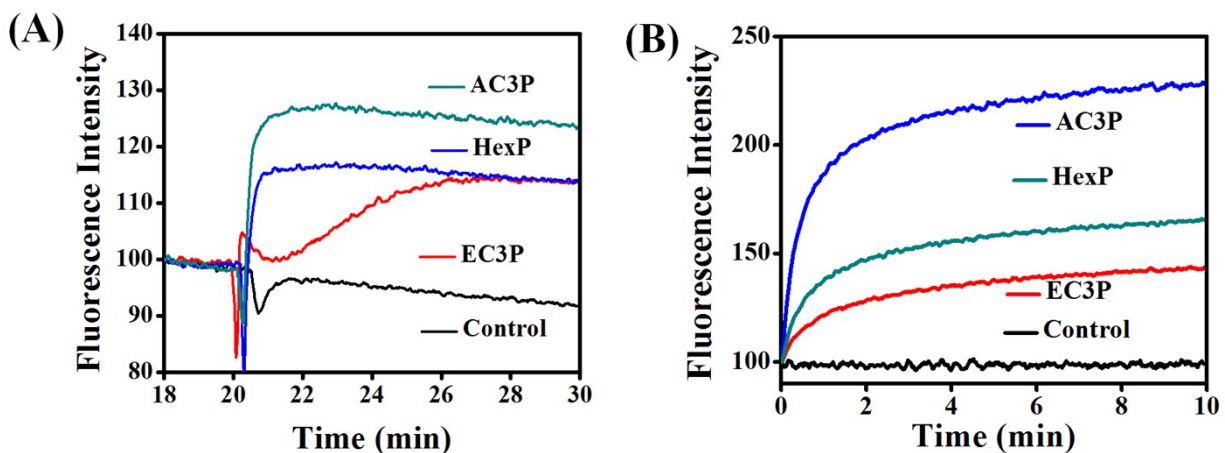 (A)
Fluorescence Intensity
140
130
120
110
100
90
80
18
20
22
24
26
28
30
Time (min)
AC3P
HexP
EC3P
Control
(B)
Fluorescence Intensity
250
200
150
100
0
2
4
6
8
10
Time (min)
AC3P
HexP
EC3P
Control